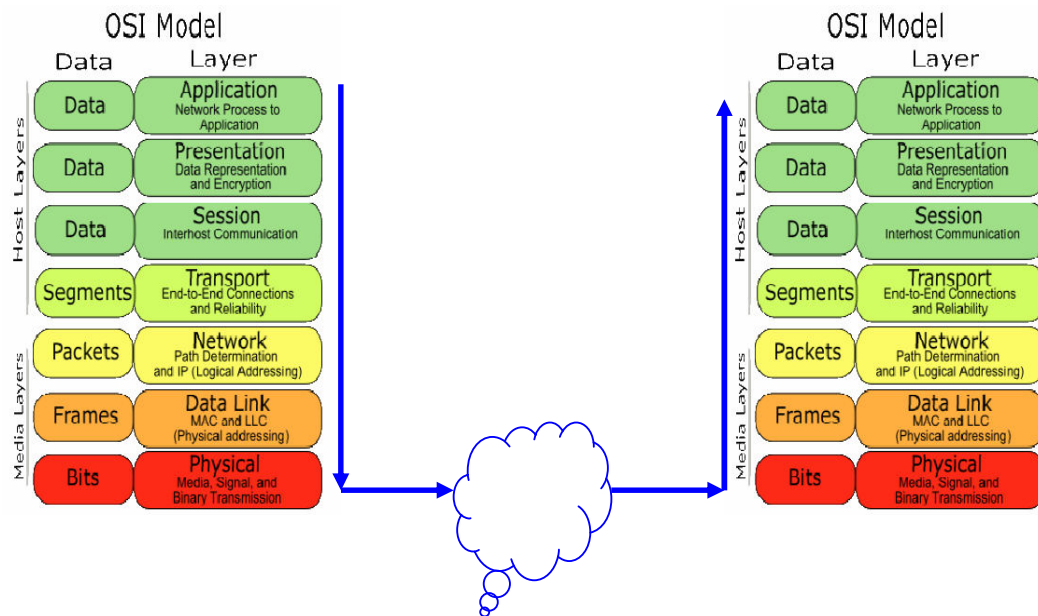 OSI Model
Data Layer
Host Layers
Data
Application
Network Process to
Application
Data
Presentation
Data Representation
and Encryption
Data
Session
Interhost Communication
Segments
Transport
End-to-End Connections
and Reliability
Media Layers
Packets
Network
Path Determination
and IP (Logical Addressing)
Frames
Data Link
MAC and LLC
(Physical addressing)
Bits
Physical
Media, Signal, and
Binary Transmission
OSI Model
Data Layer
Host Layers
Data
Application
Network Process to
Application
Data
Presentation
Data Representation
and Encryption
Data
Session
Interhost Communication
Segments
Transport
End-to-End Connections
and Reliability
Media Layers
Packets
Network
Path Determination
and IP (Logical Addressing)
Frames
Data Link
MAC and LLC
(Physical addressing)
Bits
Physical
Media, Signal, and
Binary Transmission